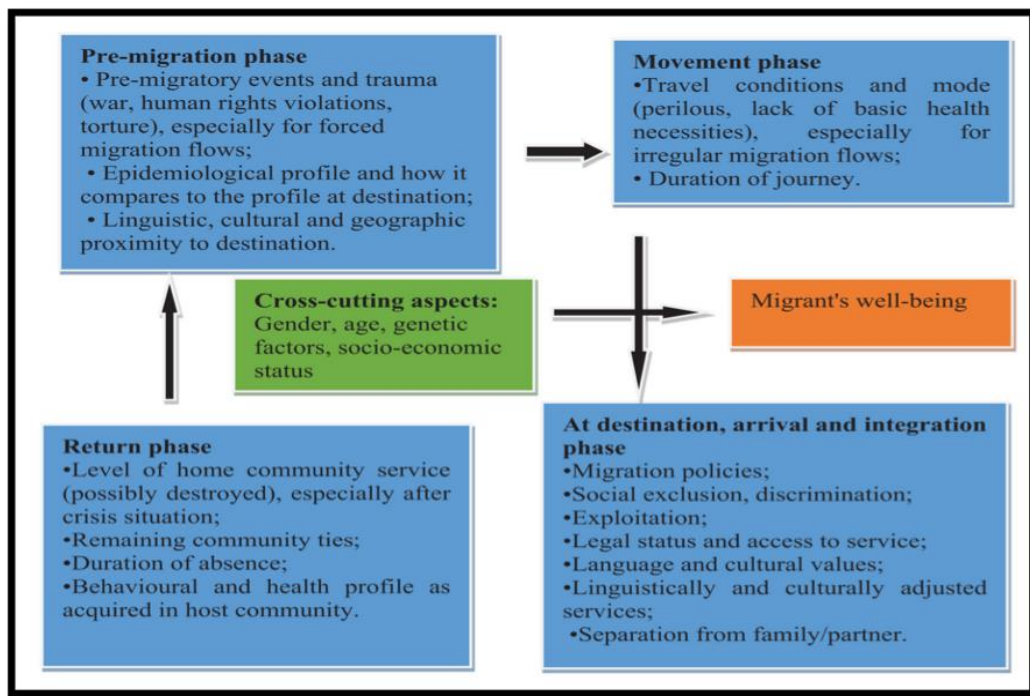 Pre-migration phase
• Pre-migratory events and trauma
(war, human rights violations,
torture), especially for forced
migration flows;
• Epidemiological profile and how it
compares to the profile at destination;
• Linguistic, cultural and geographic
proximity to destination.
Movement phase
•Travel conditions and mode
(perilous, lack of basic health
necessities), especially for
irregular migration flows;
• Duration of journey.
Cross-cutting aspects:
Gender, age, genetic
factors, socio-economic
status
Migrant's well-being
Return phase
•Level of home community service
(possibly destroyed), especially after
crisis situation;
•Remaining community ties;
•Duration of absence;
•Behavioural and health profile as
acquired in host community.
At destination, arrival and integration
phase
•Migration policies;
•Social exclusion, discrimination;
•Exploitation;
•Legal status and access to service;
•Language and cultural values;
•Linguistically and culturally adjusted
services;
•Separation from family/partner.